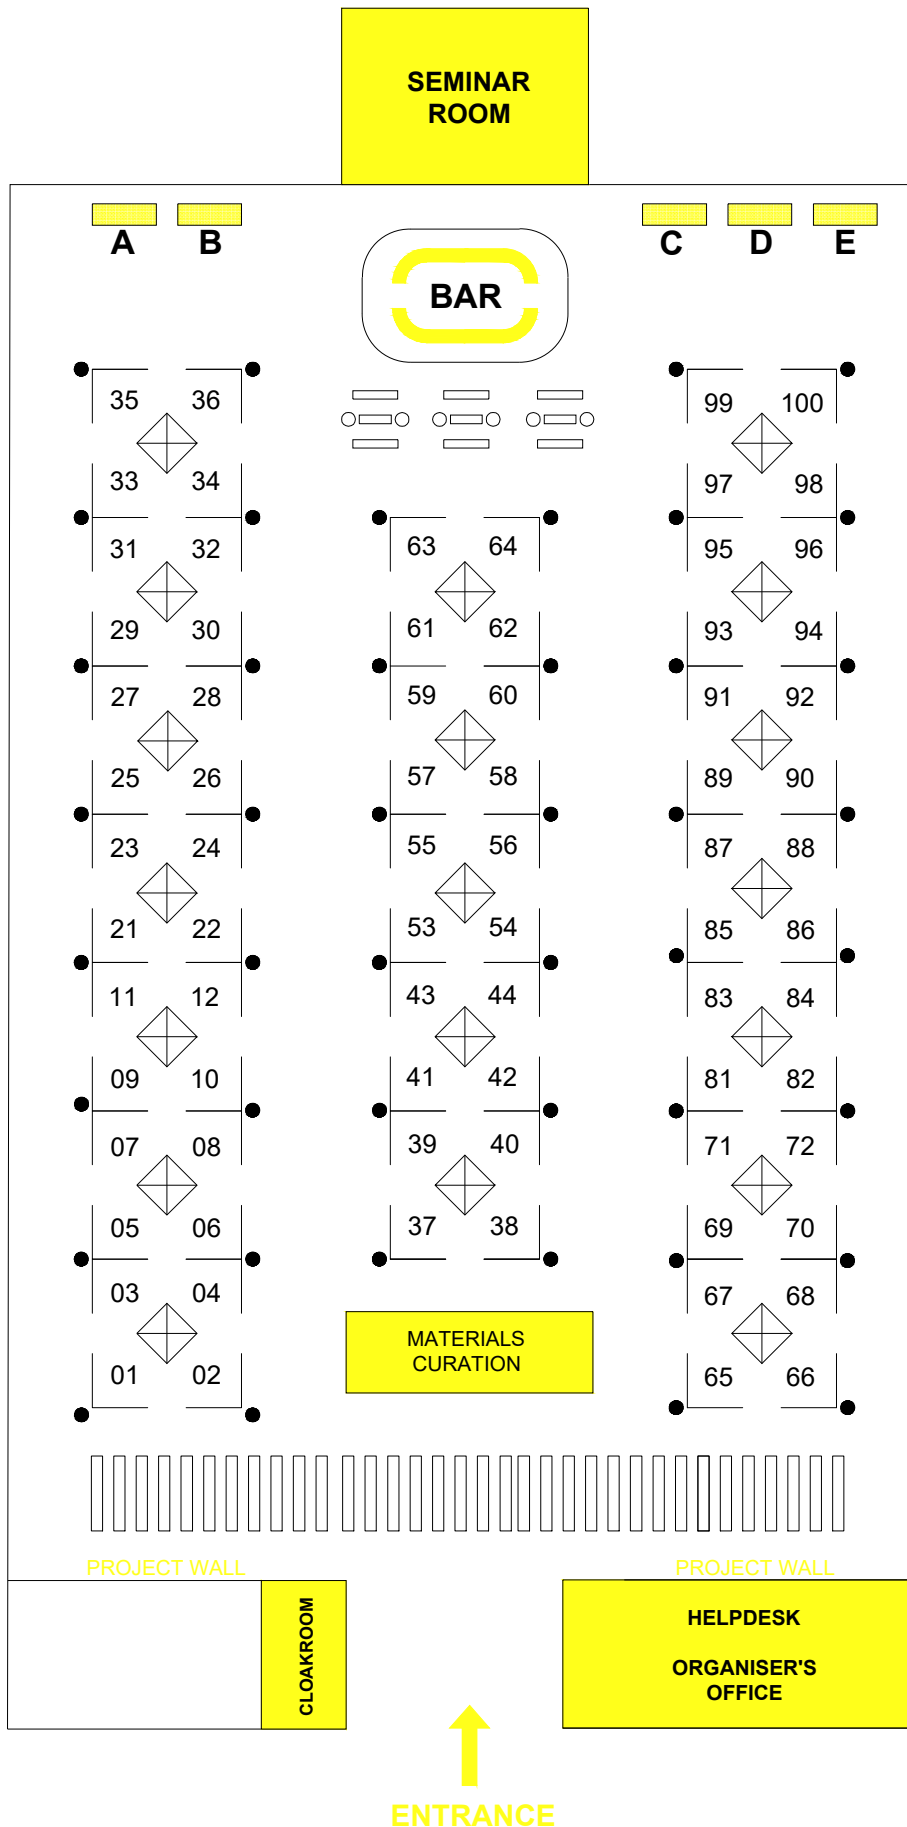 SEMINAR
ROOM
A B C D E
BAR
35 36 99 100
33 34 97 98
31 32 63 64 95 96
29 30 61 62 93 94
27 28 59 60 91 92
25 26 57 58 89 90
23 24 55 56 87 88
21 22 53 54 85 86
11 12 43 44 83 84
09 10 41 42 81 82
07 08 39 40 71 72
05 06 37 38 69 70
03 04 67 68
MATERIALS
CURATION
01 02 65 66
PROJECT WALL PROJECT WALL
CLOAKROOM
HELPDESK
ORGANISER'S
OFFICE
ENTRANCE